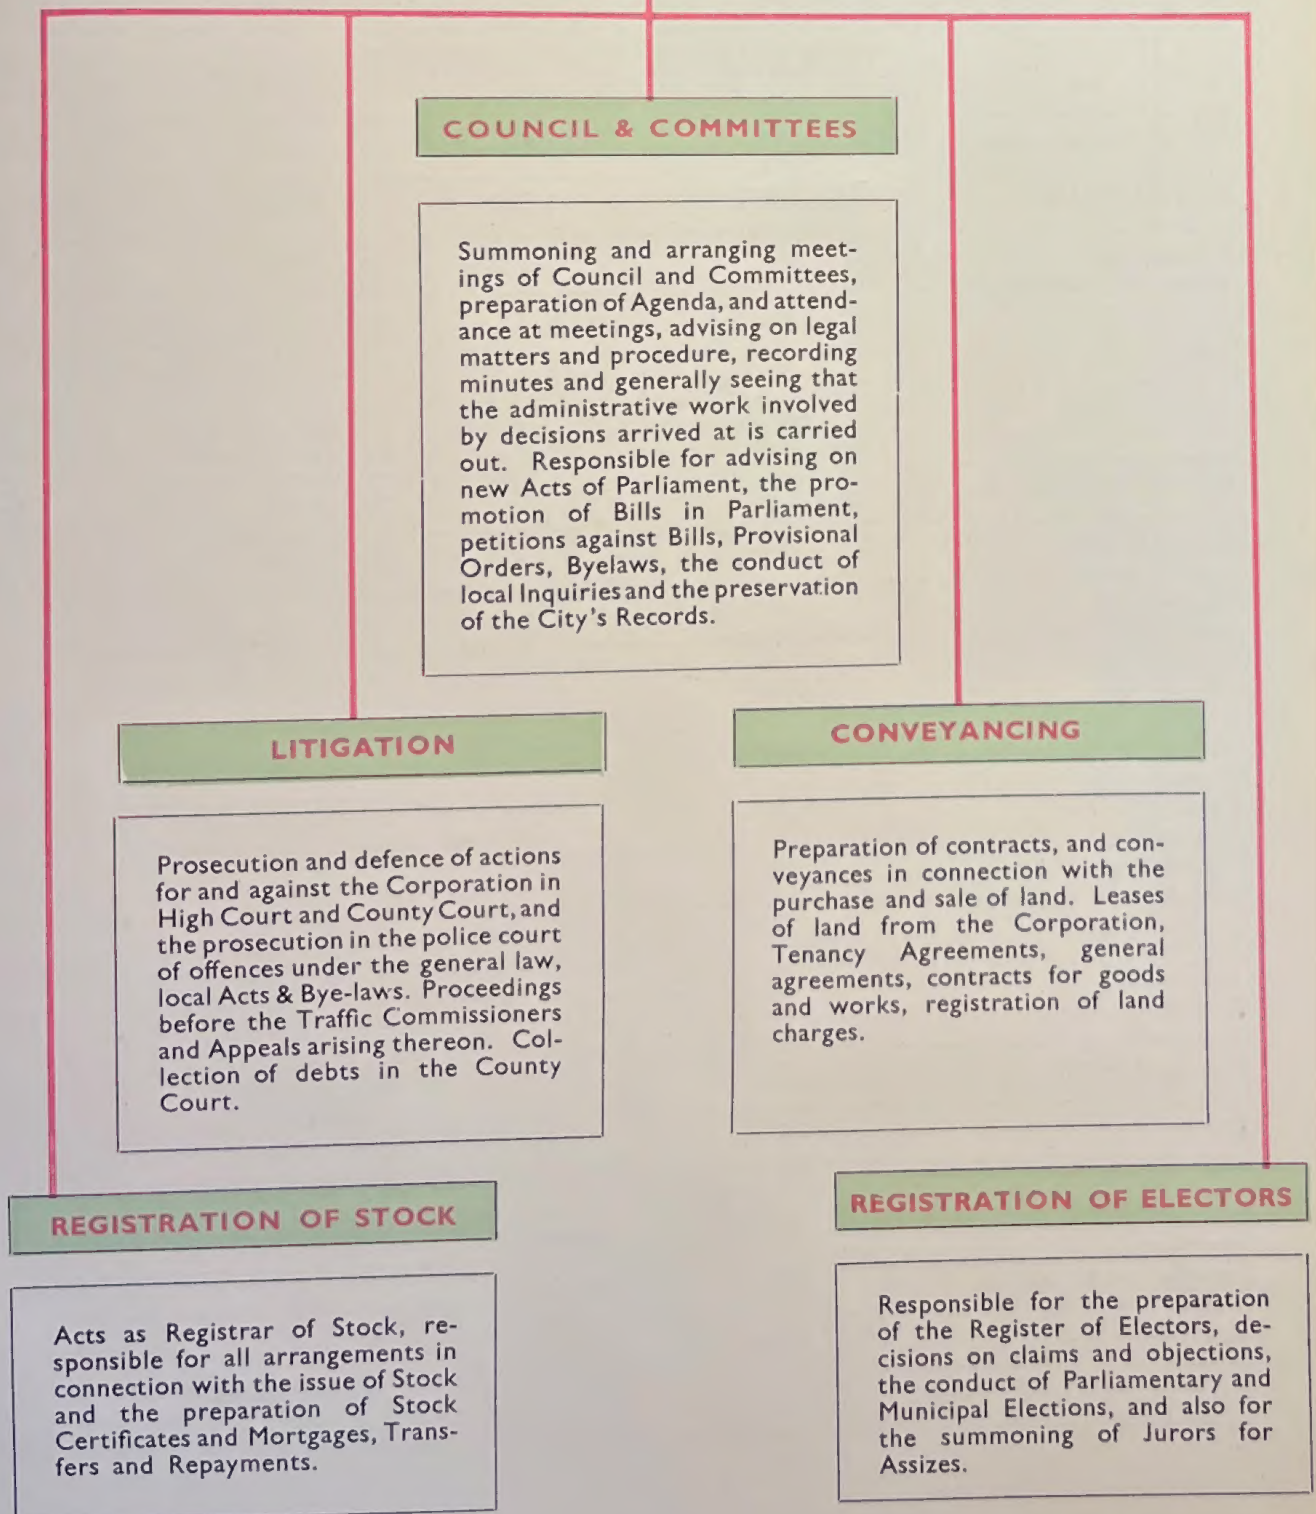 COUNCIL & COMMITTEES
Summoning and arranging meet-
ings of Council and Committees,
preparation of Agenda, and attend-
ance at meetings, advising on legal
matters and procedure, recording
minutes and generally seeing that
the administrative work involved
by decisions arrived at is carried
out. Responsible for advising on
new Acts of Parliament, the pro-
motion of Bills in Parliament,
petitions against Bills, Provisional
Orders, Byelaws, the conduct of
local Inquiries and the preservation
of the City's Records.
LITIGATION
Prosecution and defence of actions
for and against the Corporation in
High Court and County Court, and
the prosecution in the police court
of offences under the general law,
local Acts & Bye-laws. Proceedings
before the Traffic Commissioners
and Appeals arising thereon. Col-
lection of debts in the County
Court.
CONVEYANCING
Preparation of contracts, and con-
veyances in connection with the
purchase and sale of land. Leases
of land from the Corporation,
Tenancy Agreements, general
agreements, contracts for goods
and works, registration of land
charges.
REGISTRATION OF STOCK
Acts as Registrar of Stock, re-
sponsible for all arrangements in
connection with the issue of Stock
and the preparation of Stock
Certificates and Mortgages, Trans-
fers and Repayments.
REGISTRATION OF ELECTORS
Responsible for the preparation
of the Register of Electors, de-
cisions on claims and objections,
the conduct of Parliamentary and
Municipal Elections, and also for
the summoning of Jurors for
Assizes.